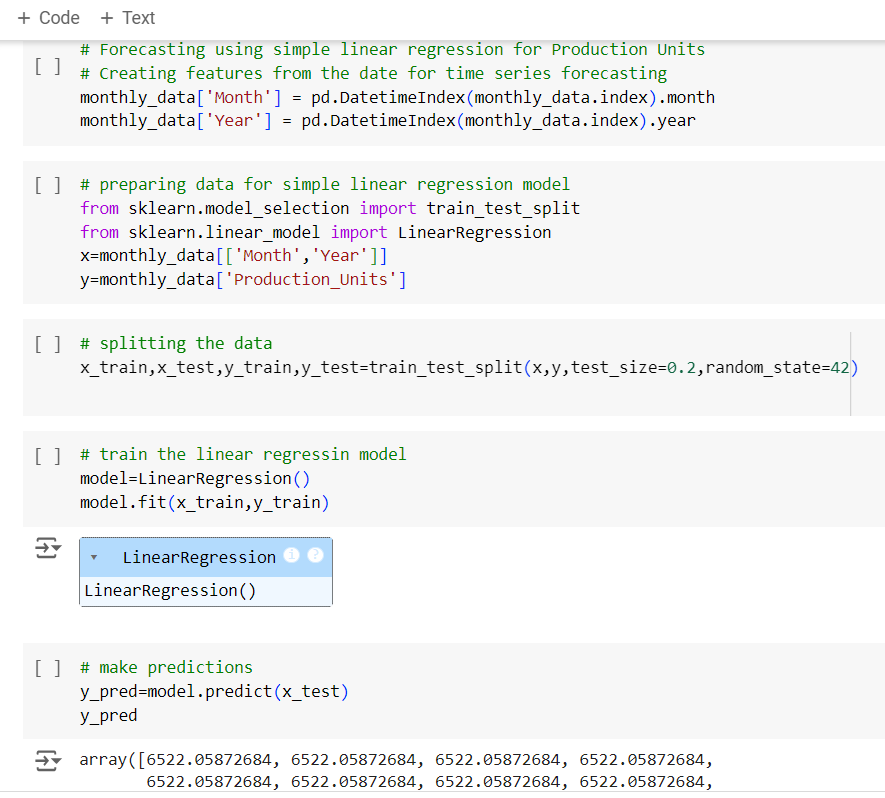 + Code + Text
# Forecasting using simple linear regression for Production Units
[ ] # Creating features from the date for time series forecasting
monthly_data['Month'] = pd.DatetimeIndex(monthly_data.index).month
monthly_data['Year'] = pd.DatetimeIndex(monthly_data.index).year
[ ] # preparing data for simple linear regression model
from sklearn.model_selection import train_test_split
from sklearn.linear_model import LinearRegression
x=monthly_data[['Month','Year']]
y=monthly_data['Production_Units']
[ ] # splitting the data
x_train,x_test,y_train,y_test=train_test_split(x,y,test_size=0.2,random_state=42)
[ ] # train the linear regressin model
model=LinearRegression()
model.fit(x_train,y_train)
LinearRegression i ?
LinearRegression()
[ ] # make predictions
y_pred=model.predict(x_test)
y_pred
array([6522.05872684, 6522.05872684, 6522.05872684, 6522.05872684,
6522.05872684, 6522.05872684, 6522.05872684, 6522.05872684,